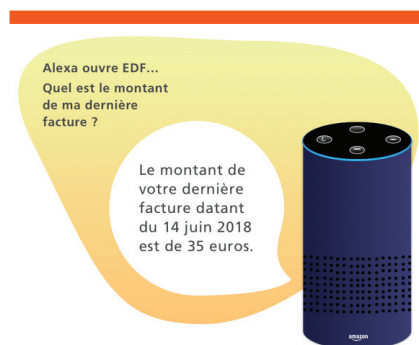 Alexa ouvre EDF...
Quel est le montant
de ma dernière
facture ?
Le montant de
votre dernière
facture datant
du 14 juin 2018
est de 35 euros.
amazon